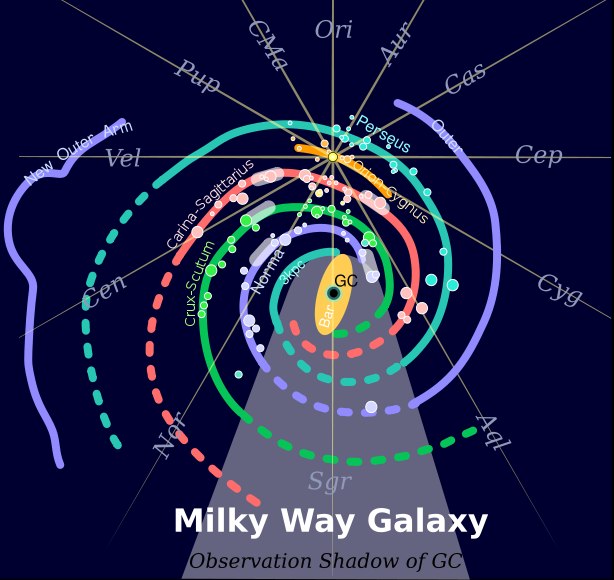 Ori
CMa
Aur
Pup
Cas
New Outer Arm
Perseus
Outer
Vel
Cep
Orion Cygnus
Carina-Sagittarius
Crux-Scutum
Norma
3kpc
GC
Bar
Cen
Cyg
Nor
Aql
Sgr
Milky Way Galaxy
Observation Shadow of GC